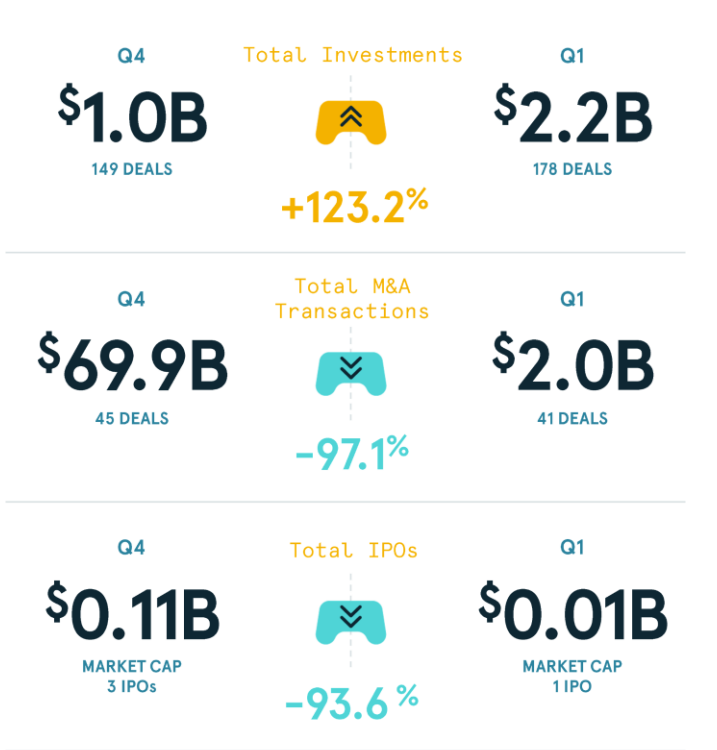 Q4
Total Investments
Q1
$1.0B
$2.2B
149 DEALS
178 DEALS
+123.2%
Q4
Total M&A
Transactions
Q1
$69.9B
$2.0B
45 DEALS
41 DEALS
-97.1%
Q4
Total IPOs
Q1
$0.11B
$0.01B
MARKET CAP
3 IPOs
MARKET CAP
1 IPO
-93.6%